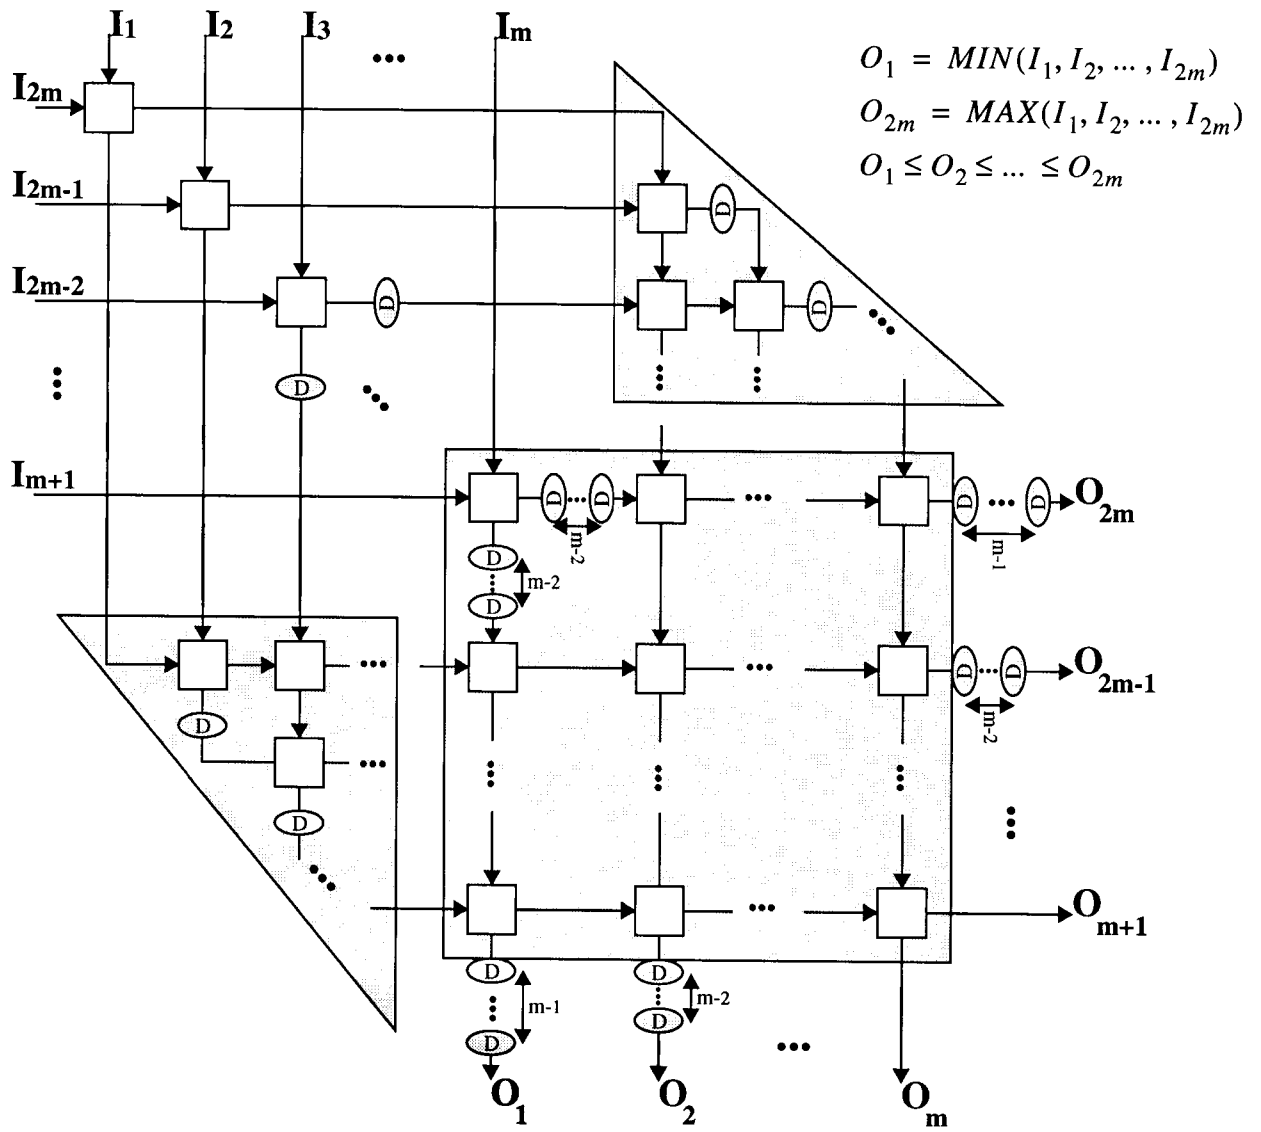 I1 I2 I3 ... Im
O1 = MIN(I1, I2, ... , I2m)
I2m
O2m = MAX(I1, I2, ... , I2m)
O1 ≤ O2 ≤ ... ≤ O2m
I2m-1
D
I2m-2
D
D
D
Im+1
D ... D
m-2
D ... D
m-1
O2m
D
D
m-2
D ... D
m-2
O2m-1
D
D
Om+1
D
D
m-1
D
D
m-2
O1
O2
...
Om